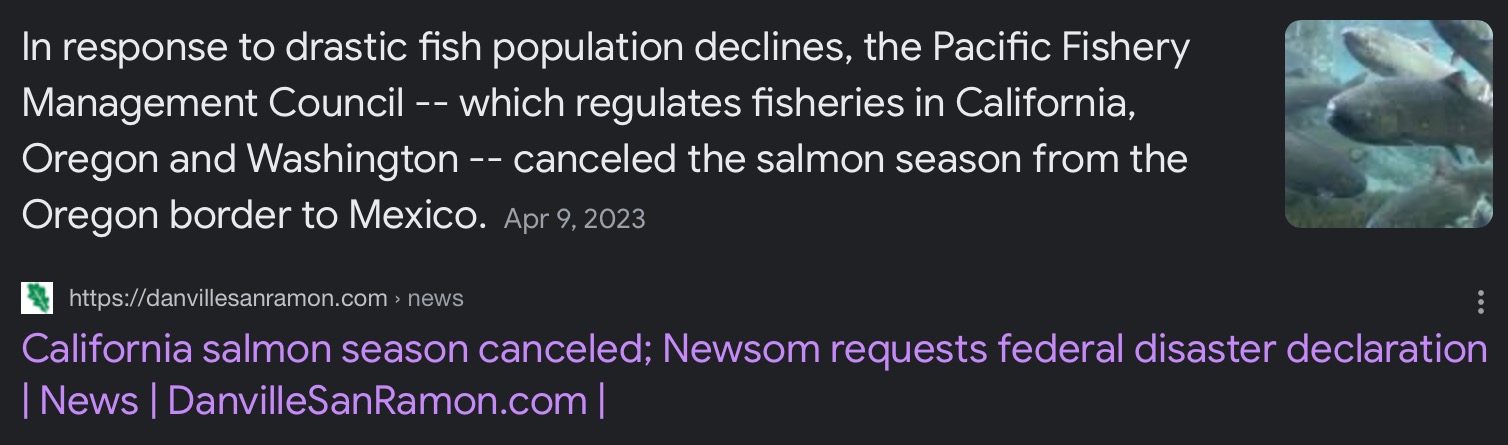 In response to drastic fish population declines, the Pacific Fishery
Management Council -- which regulates fisheries in California,
Oregon and Washington -- canceled the salmon season from the
Oregon border to Mexico. Apr 9, 2023
https://danvillesanramon.com › news
California salmon season canceled; Newsom requests federal disaster declaration
| News | DanvilleSanRamon.com |